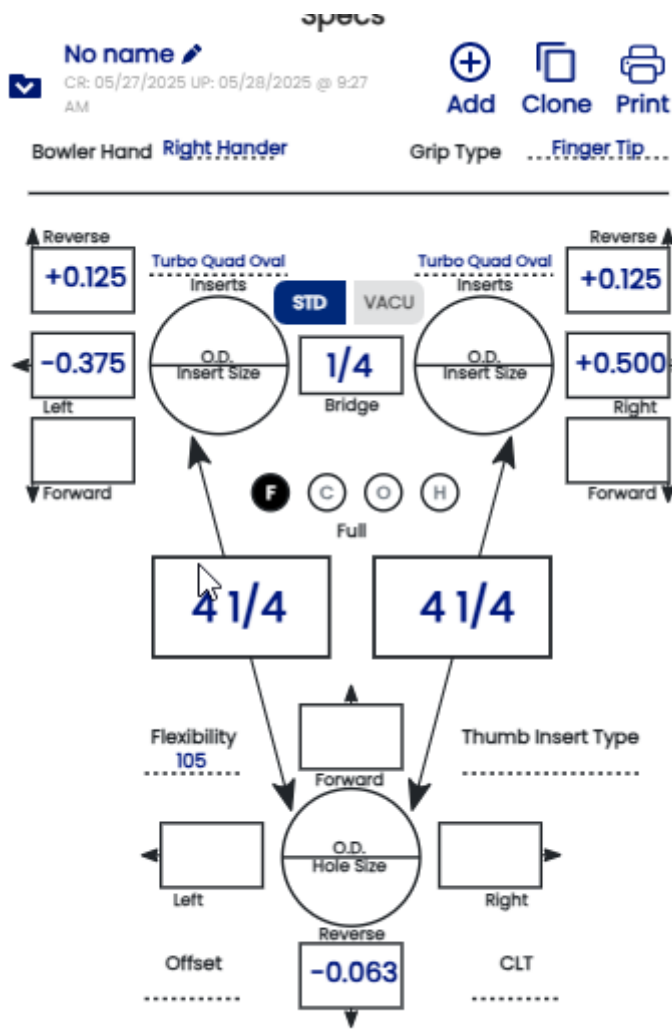 Specs
No name
CR: 05/27/2025 UP: 05/28/2025 @ 9:27
AM
Add Clone Print
Bowler Hand Right Hander Grip Type Finger Tip
Reverse Reverse
+0.125 Turbo Quad Oval Turbo Quad Oval +0.125
Inserts Inserts
STD VACU
-0.375 O.D. 1/4 O.D. +0.500
Insert Size Insert Size
Left Bridge Right
Forward F C O H Forward
Full
4 1/4 4 1/4
Flexibility Thumb Insert Type
105
Forward
O.D.
Hole Size
Left Right
Reverse
Offset -0.063 CLT